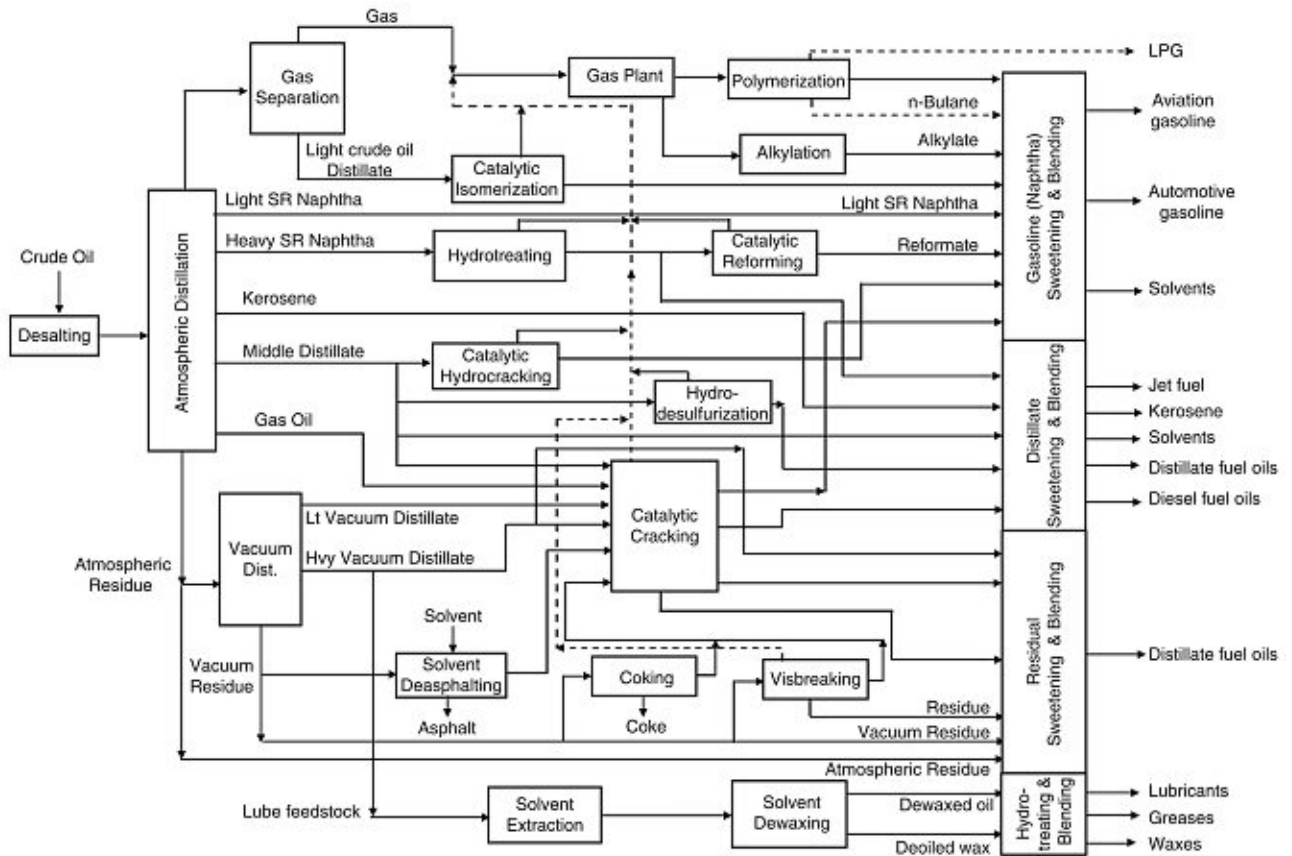 Gas
LPG
Gas
Separation
Gas Plant
Polymerization
n-Butane
Aviation
gasoline
Light crude oil
Distillate
Catalytic
Isomerization
Alkylation
Alkylate
Gasoline (Naphtha)
Sweetening & Blending
Light SR Naphtha
Light SR Naphtha
Automotive
gasoline
Crude Oil
Heavy SR Naphtha
Hydrotreating
Catalytic
Reforming
Reformate
Desalting
Atmospheric Distillation
Kerosene
Solvents
Middle Distillate
Catalytic
Hydrocracking
Hydro-
desulfurization
Distillate
Sweetening & Blending
Jet fuel
Kerosene
Solvents
Distillate fuel oils
Diesel fuel oils
Gas Oil
Vacuum
Dist.
Lt Vacuum Distillate
Hvy Vacuum Distillate
Catalytic
Cracking
Atmospheric
Residue
Solvent
Residual
Sweetening & Blending
Distillate fuel oils
Vacuum
Residue
Solvent
Deasphalting
Coking
Visbreaking
Asphalt
Coke
Residue
Vacuum Residue
Atmospheric Residue
Lube feedstock
Solvent
Extraction
Solvent
Dewaxing
Dewaxed oil
Deoiled wax
Hydro-
treating &
Blending
Lubricants
Greases
Waxes